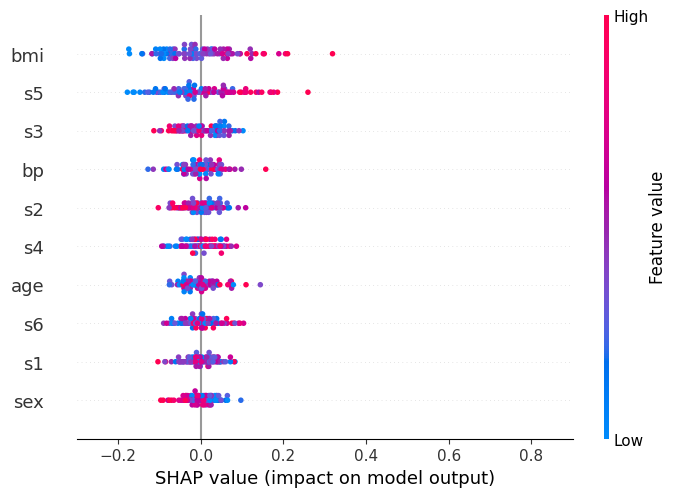 High
bmi
s5
s3
bp
s2
s4
age
s6
s1
sex
Feature value
Low
−0.2
0.0
0.2
0.4
0.6
0.8
SHAP value (impact on model output)